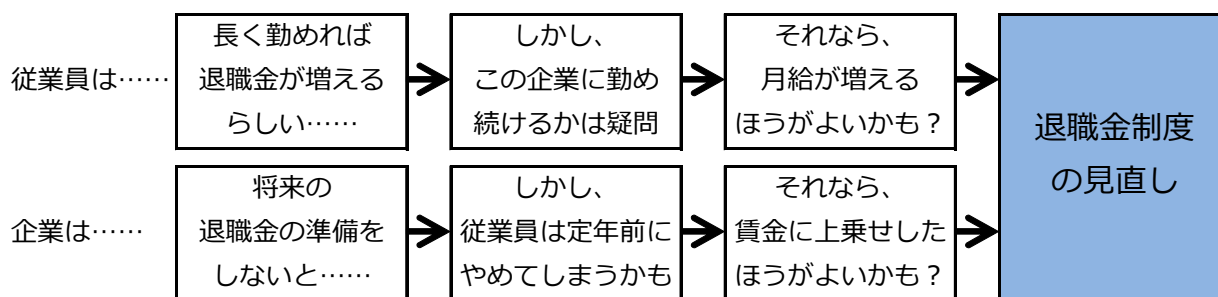 従業員は……
長く勤めれば
退職金が増える
らしい……
しかし、
この企業に勤め
続けるかは疑問
それなら、
月給が増える
ほうがよいかも？
企業は……
将来の
退職金の準備を
しないと……
しかし、
従業員は定年前に
やめてしまうかも
それなら、
賃金に上乗せした
ほうがよいかも？
退職金制度
の見直し